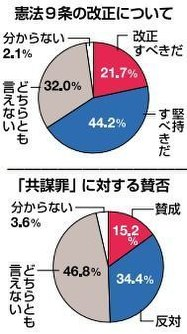 憲法９条の改正について
分からない
2.1%
改正
すべきだ
21.7%
堅持
すべきだ
44.2%
どちらとも
言えない
32.0%
「共謀罪」に対する賛否
分からない
3.6%
賛成
15.2
%
反対
34.4%
どちらとも
言えない
46.8%